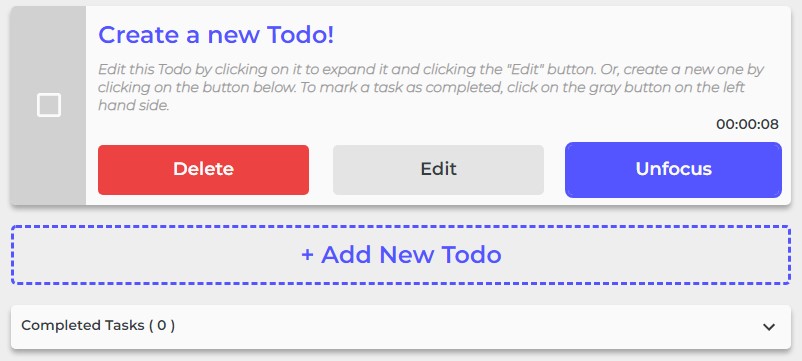 Create a new Todo!
Edit this Todo by clicking on it to expand it and clicking the "Edit" button. Or, create a new one by
clicking on the button below. To mark a task as completed, click on the gray button on the left
hand side.
00:00:08
Delete
Edit
Unfocus
+ Add New Todo
Completed Tasks ( 0 )